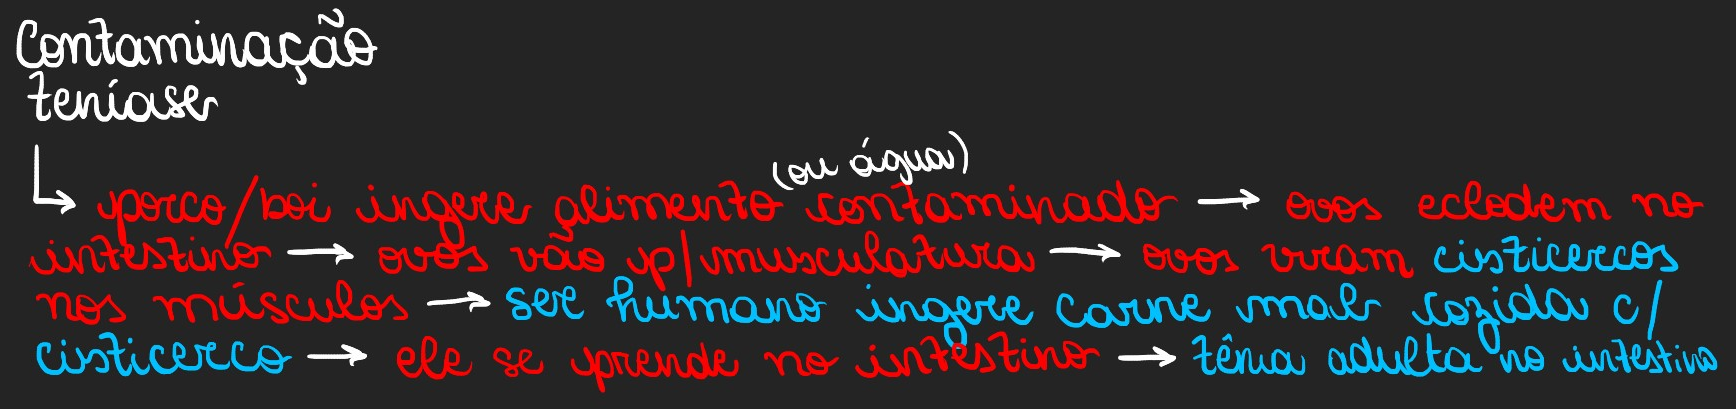 Contaminação
teníase
(ou água)
↳ porco/boi ingere alimento contaminado → ovos eclodem no
intestino → ovos vão p/ musculatura → ovos viram cisticercos
nos músculos → ser humano ingere carne mal cozida c/
cisticerco → ele se prende no intestino → tênia adulta no intestino